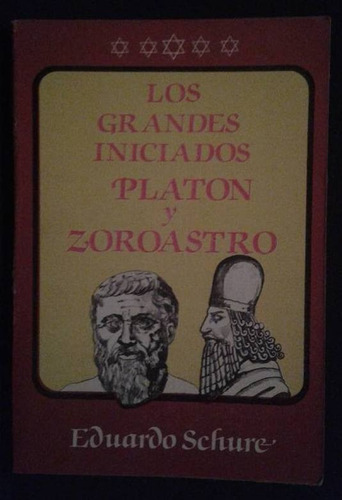 LOS
GRANDES
INICIADOS
PLATON
y
ZOROASTRO
Eduardo Schure'